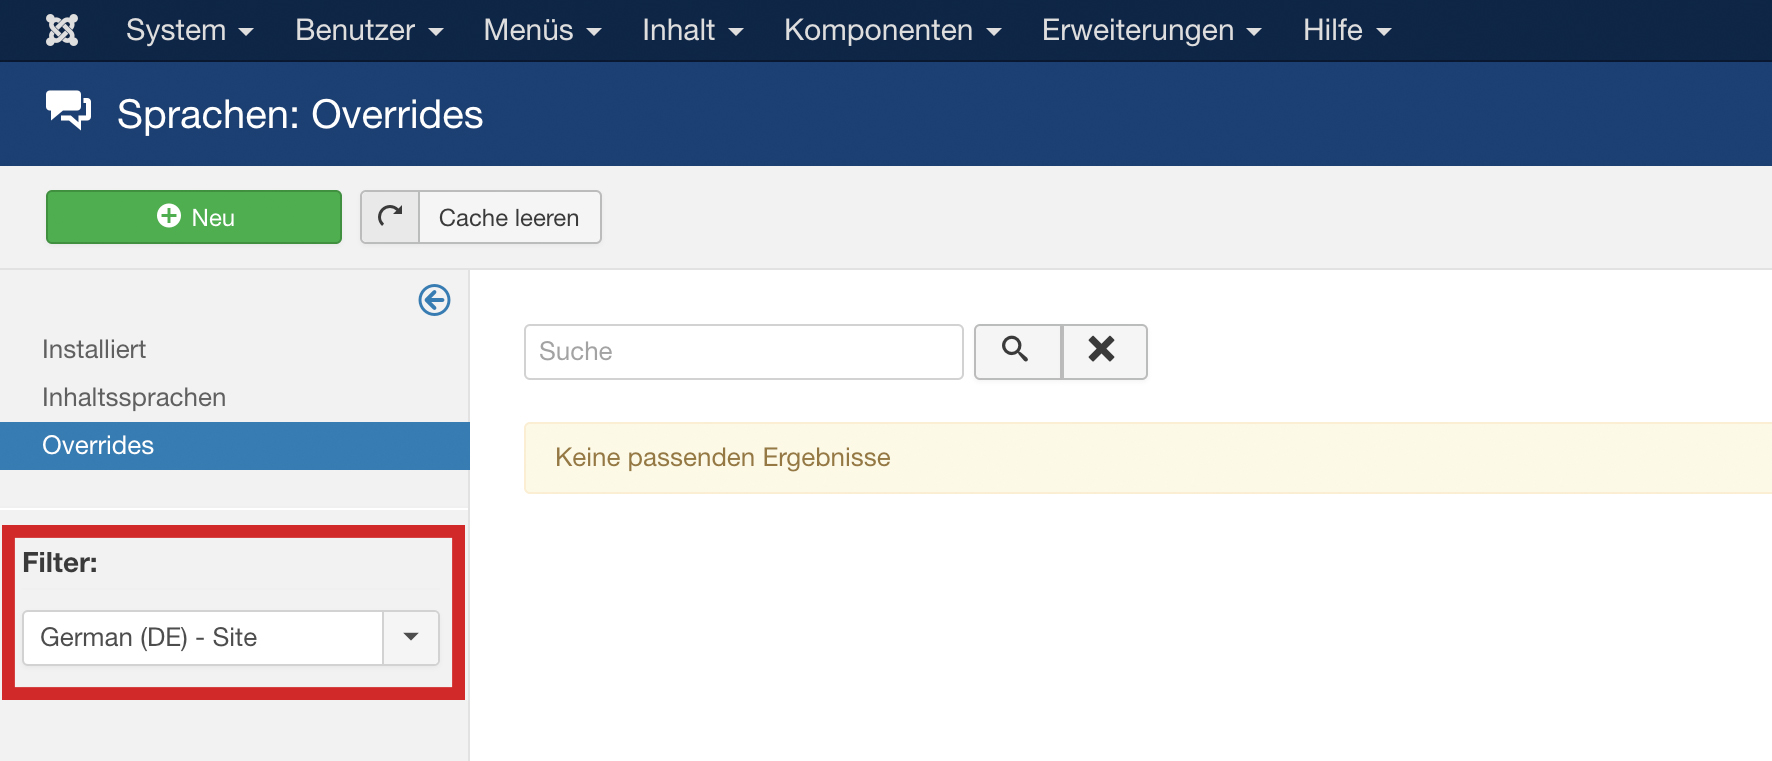 System Benutzer Menüs Inhalt Komponenten Erweiterungen Hilfe
Sprachen: Overrides
Neu Cache leeren
Installiert
Inhaltssprachen
Overrides
Filter:
German (DE) - Site
Suche
Keine passenden Ergebnisse